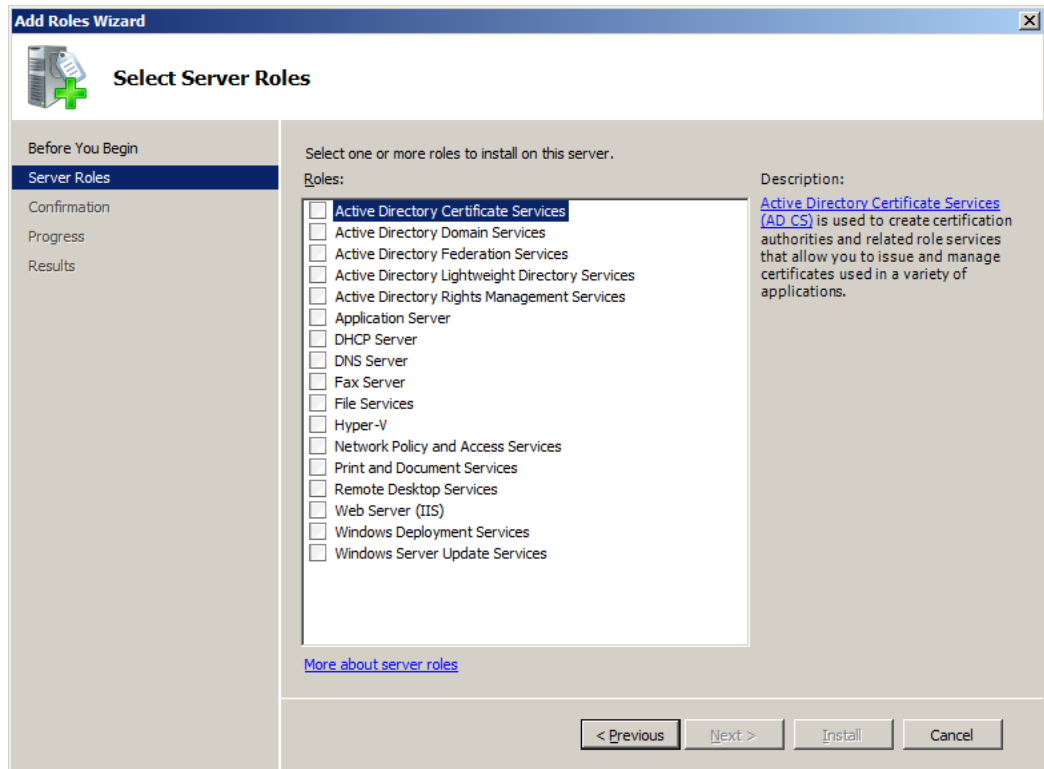 Add Roles Wizard
Select Server Roles
Before You Begin
Server Roles
Confirmation
Progress
Results
Select one or more roles to install on this server.
Roles:
Active Directory Certificate Services
Active Directory Domain Services
Active Directory Federation Services
Active Directory Lightweight Directory Services
Active Directory Rights Management Services
Application Server
DHCP Server
DNS Server
Fax Server
File Services
Hyper-V
Network Policy and Access Services
Print and Document Services
Remote Desktop Services
Web Server (IIS)
Windows Deployment Services
Windows Server Update Services
More about server roles
Description:
Active Directory Certificate Services
(AD CS) is used to create certification
authorities and related role services
that allow you to issue and manage
certificates used in a variety of
applications.
< Previous
Next >
Install
Cancel